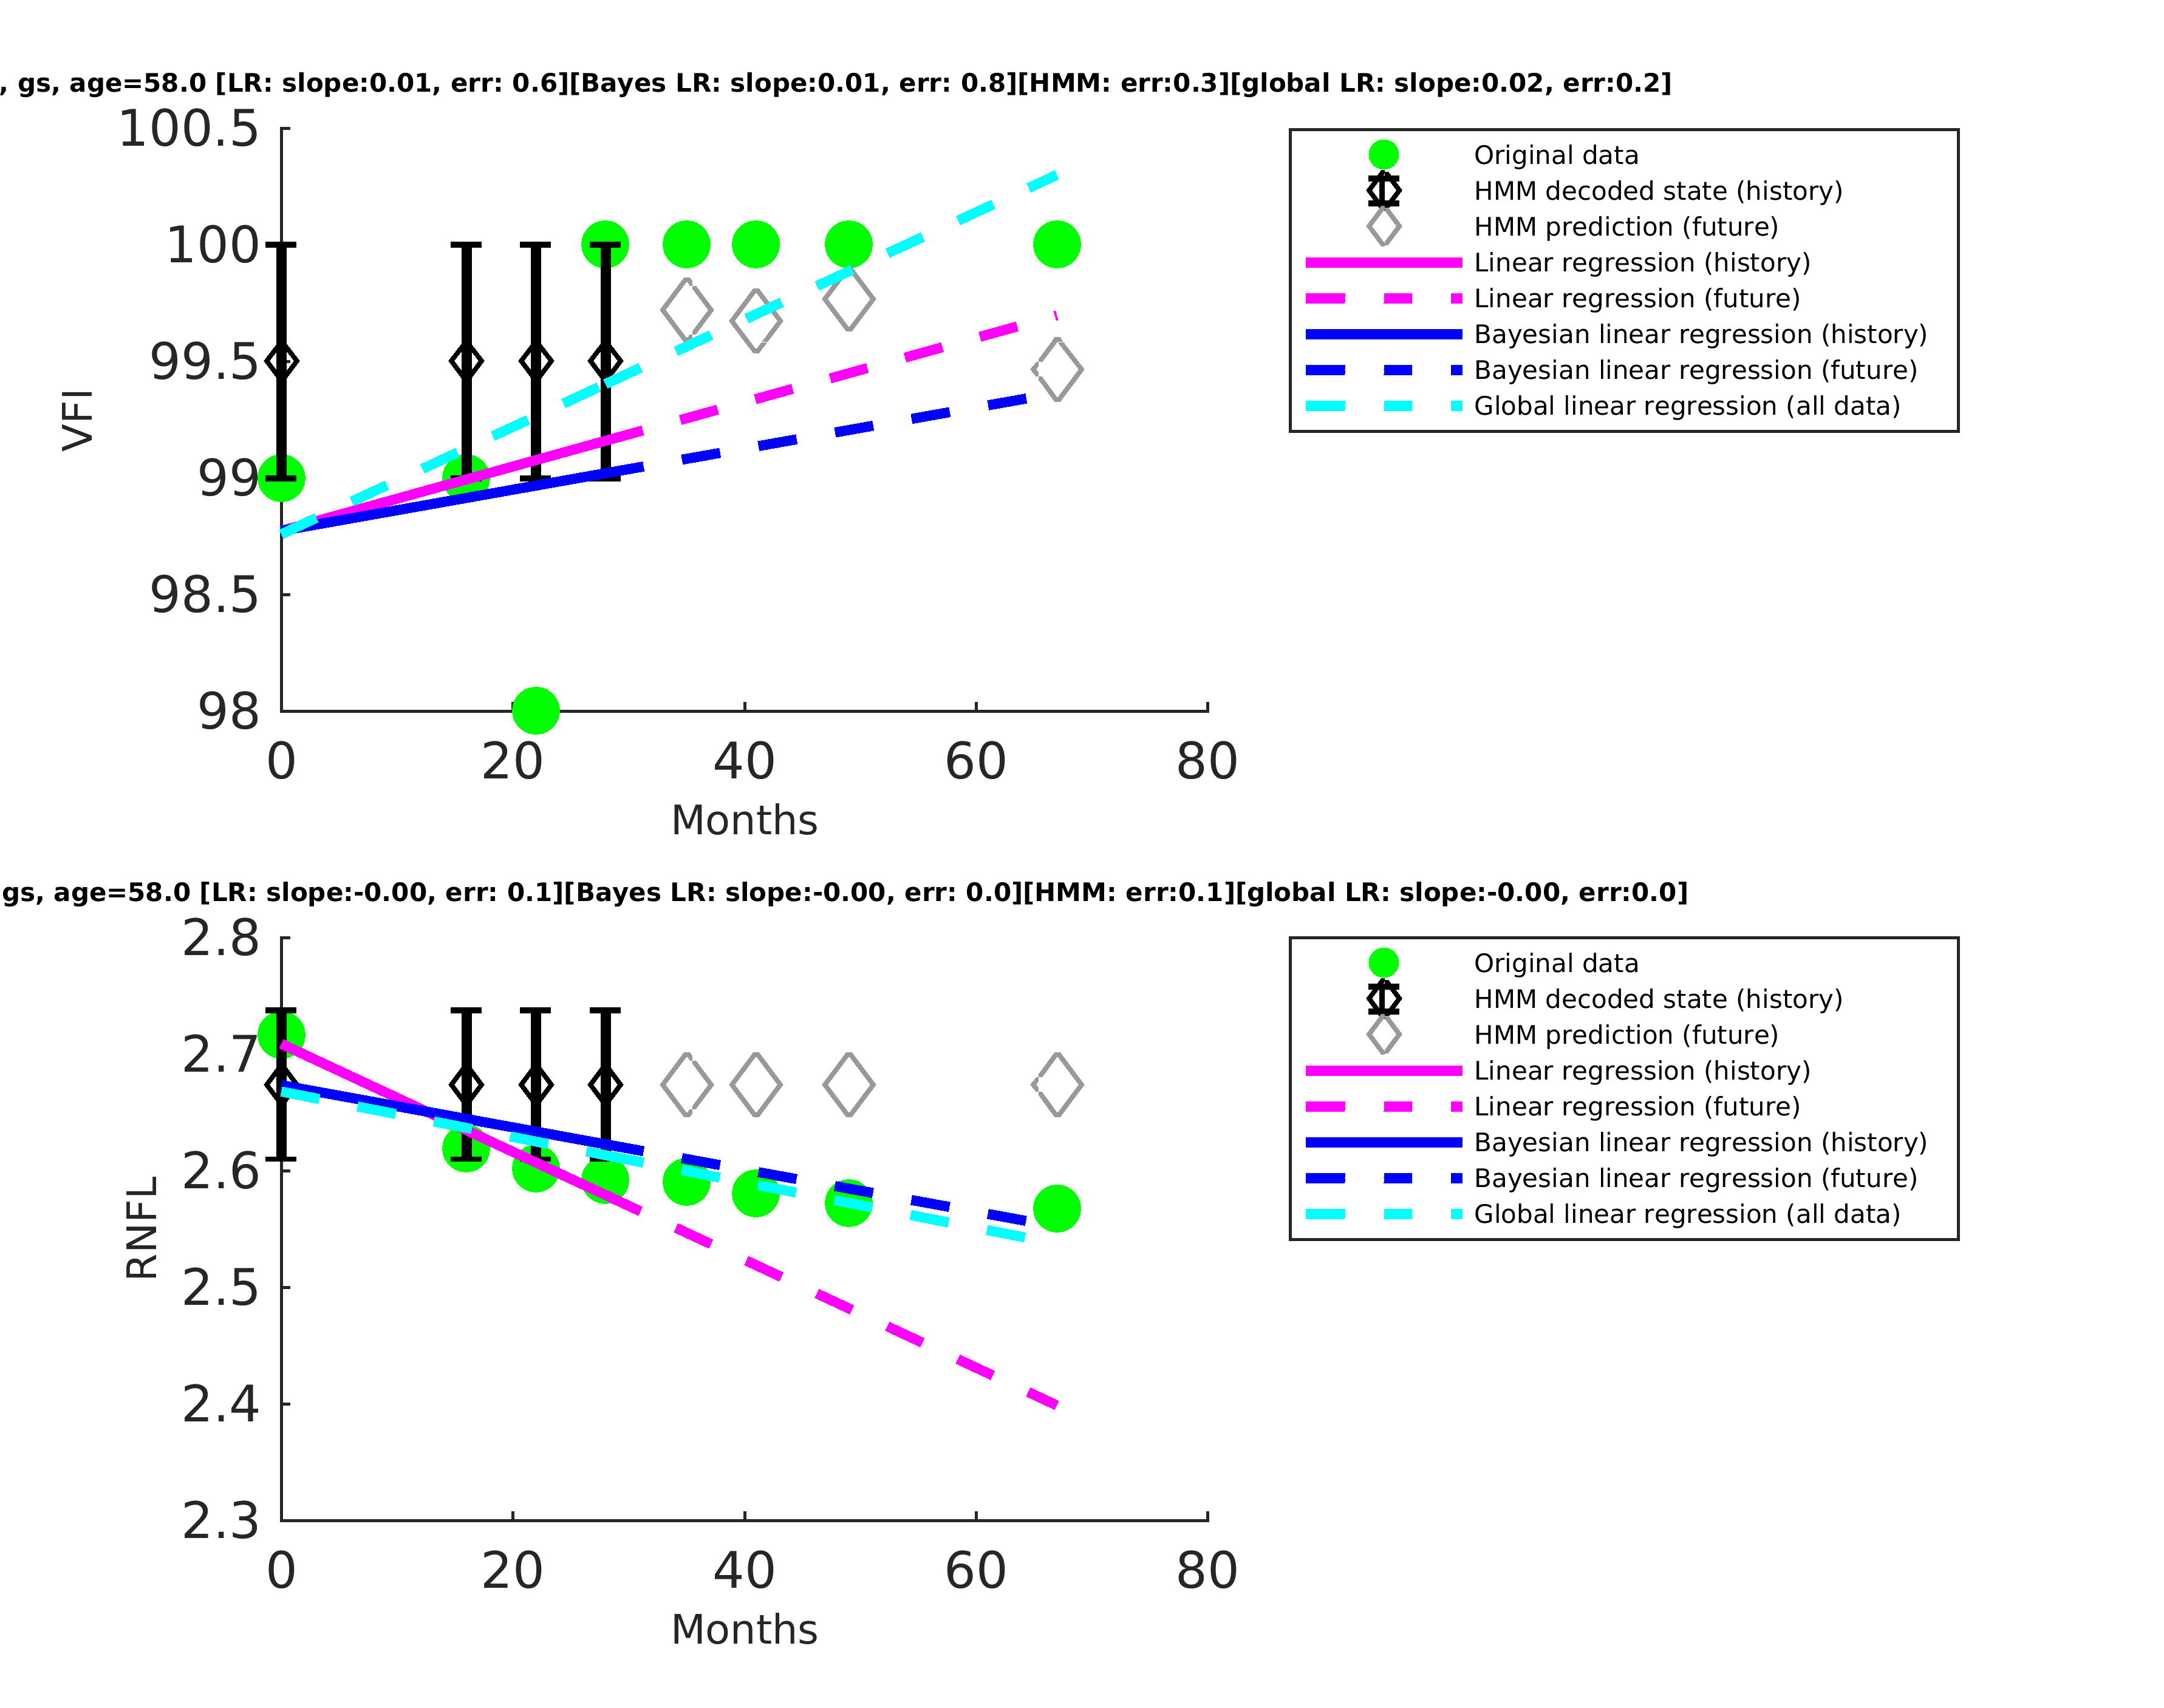 , gs, age=58.0 [LR: slope:0.01, err: 0.6][Bayes LR: slope:0.01, err: 0.8][HMM: err:0.3][global LR: slope:0.02, err:0.2]
100.5
100
99.5
99
98.5
98
VFI
0 20 40 60 80
Months
Original data
HMM decoded state (history)
HMM prediction (future)
Linear regression (history)
Linear regression (future)
Bayesian linear regression (history)
Bayesian linear regression (future)
Global linear regression (all data)
gs, age=58.0 [LR: slope:-0.00, err: 0.1][Bayes LR: slope:-0.00, err: 0.0][HMM: err:0.1][global LR: slope:-0.00, err:0.0]
2.8
2.7
2.6
2.5
2.4
2.3
RNFL
0 20 40 60 80
Months
Original data
HMM decoded state (history)
HMM prediction (future)
Linear regression (history)
Linear regression (future)
Bayesian linear regression (history)
Bayesian linear regression (future)
Global linear regression (all data)